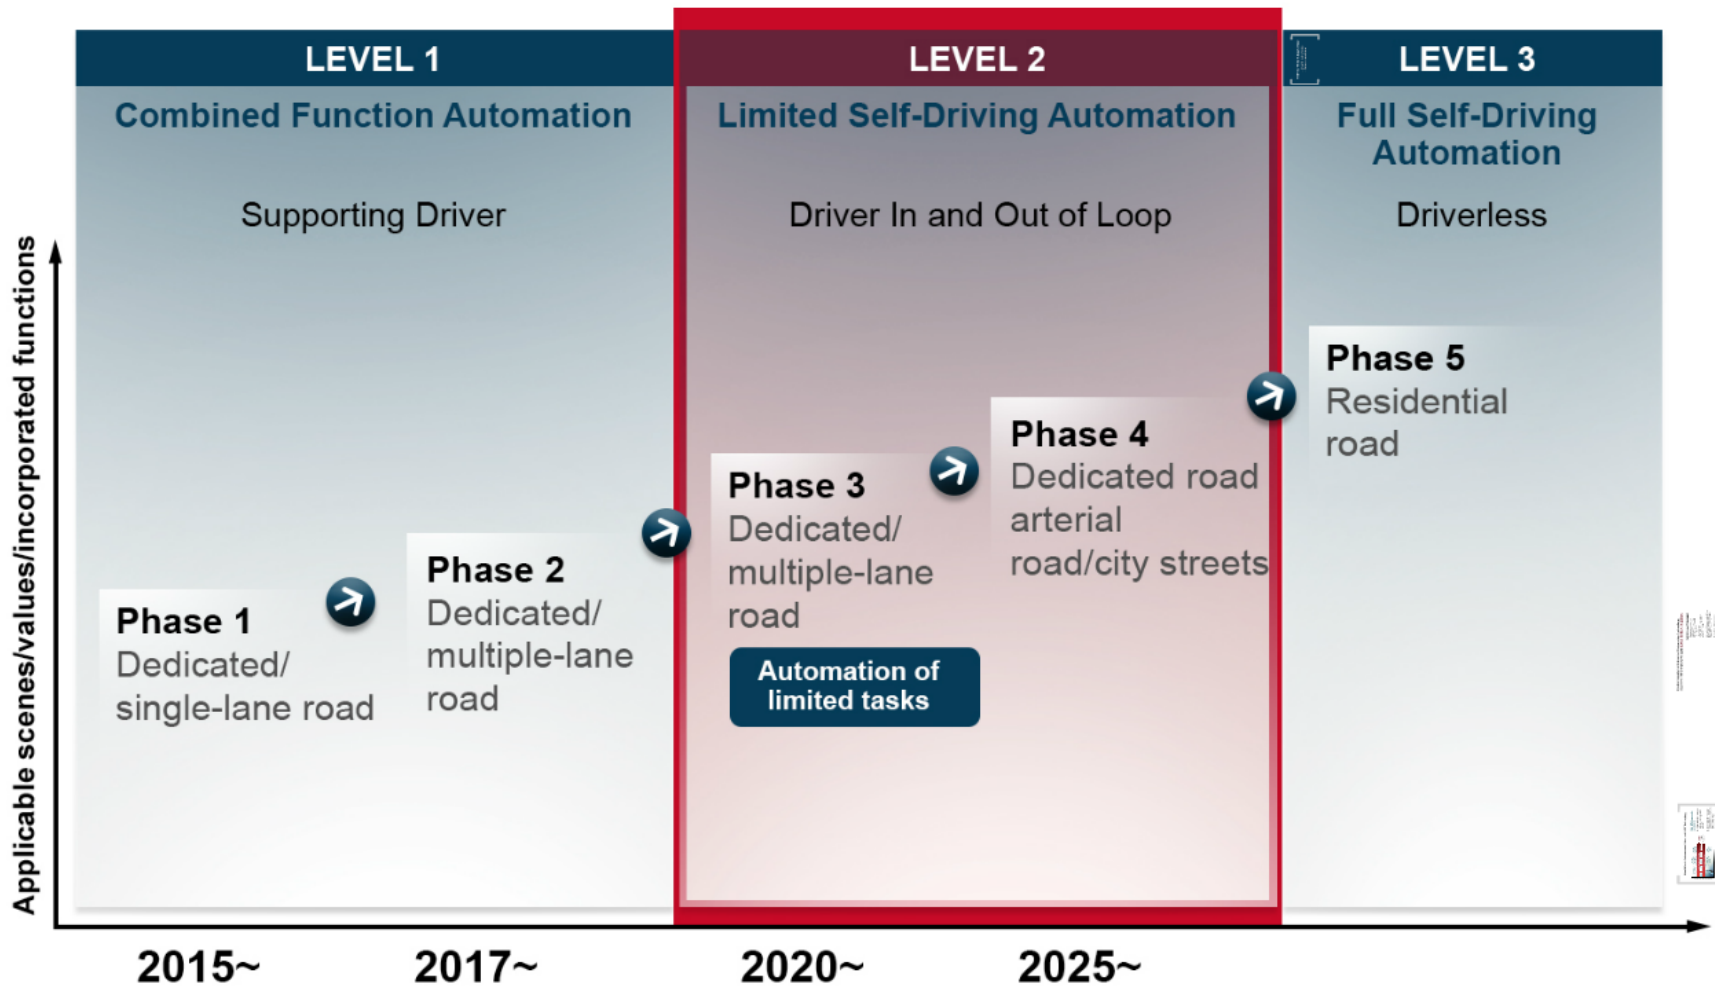 LEVEL 1
Combined Function Automation
Supporting Driver
LEVEL 2
Limited Self-Driving Automation
Driver In and Out of Loop
LEVEL 3
Full Self-Driving
Automation
Driverless
Applicable scenes/values/incorporated functions
Phase 1
Dedicated/
single-lane road
Phase 2
Dedicated/
multiple-lane
road
Phase 3
Dedicated/
multiple-lane
road
Automation of
limited tasks
Phase 4
Dedicated road
arterial
road/city streets
Phase 5
Residential
road
2015~
2017~
2020~
2025~